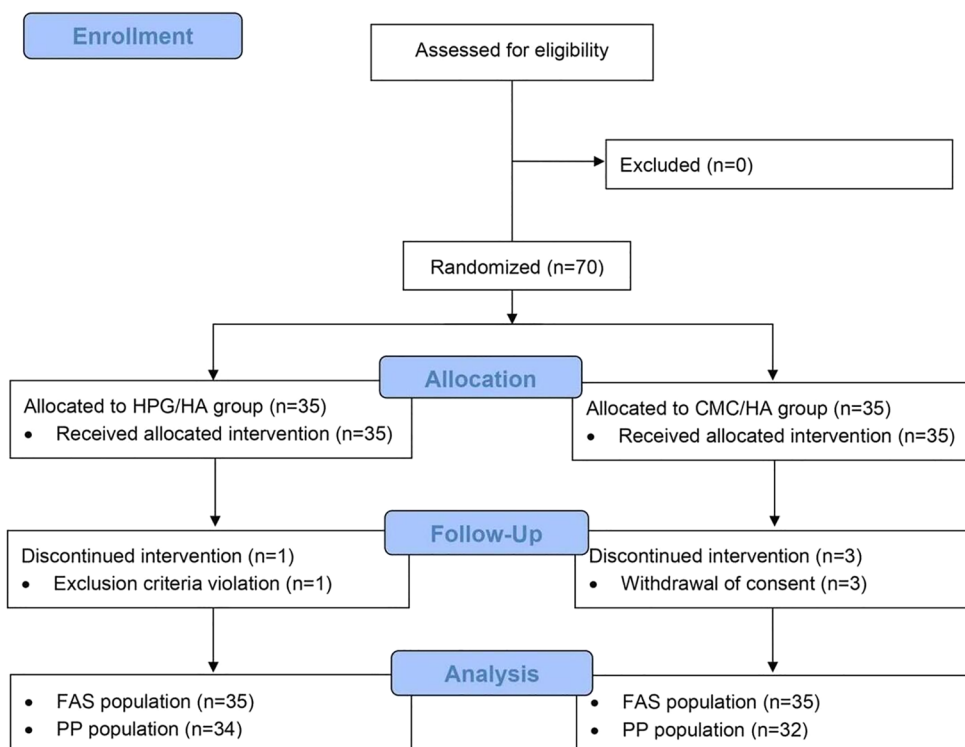 Enrollment
Assessed for eligibility
Excluded (n=0)
Randomized (n=70)
Allocation
Allocated to HPG/HA group (n=35)
• Received allocated intervention (n=35)
Allocated to CMC/HA group (n=35)
• Received allocated intervention (n=35)
Follow-Up
Discontinued intervention (n=1)
• Exclusion criteria violation (n=1)
Discontinued intervention (n=3)
• Withdrawal of consent (n=3)
Analysis
• FAS population (n=35)
• PP population (n=34)
• FAS population (n=35)
• PP population (n=32)